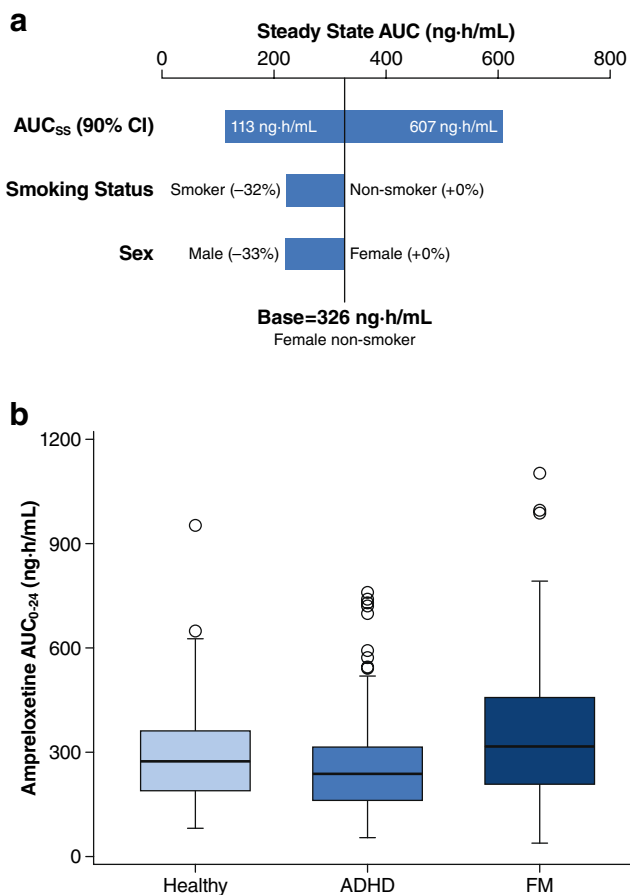 a
Steady State AUC (ng·h/mL)
0 200 400 600 800
AUCSS (90% CI) 113 ng·h/mL 607 ng·h/mL
Smoking Status Smoker (–32%) Non-smoker (+0%)
Sex Male (–33%) Female (+0%)
Base=326 ng·h/mL
Female non-smoker
b
Ampreloxetine AUC0-24 (ng·h/mL)
1200
900
600
300
0
Healthy ADHD FM